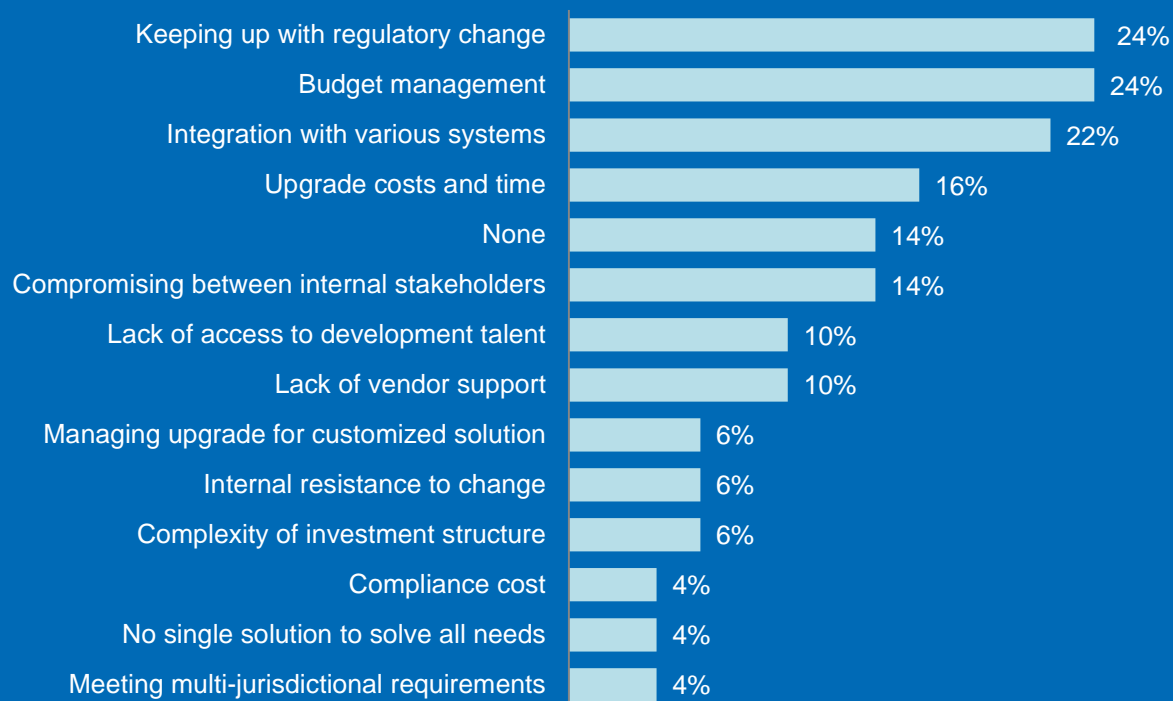 Keeping up with regulatory change 24%
Budget management 24%
Integration with various systems 22%
Upgrade costs and time 16%
None 14%
Compromising between internal stakeholders 14%
Lack of access to development talent 10%
Lack of vendor support 10%
Managing upgrade for customized solution 6%
Internal resistance to change 6%
Complexity of investment structure 6%
Compliance cost 4%
No single solution to solve all needs 4%
Meeting multi-jurisdictional requirements 4%